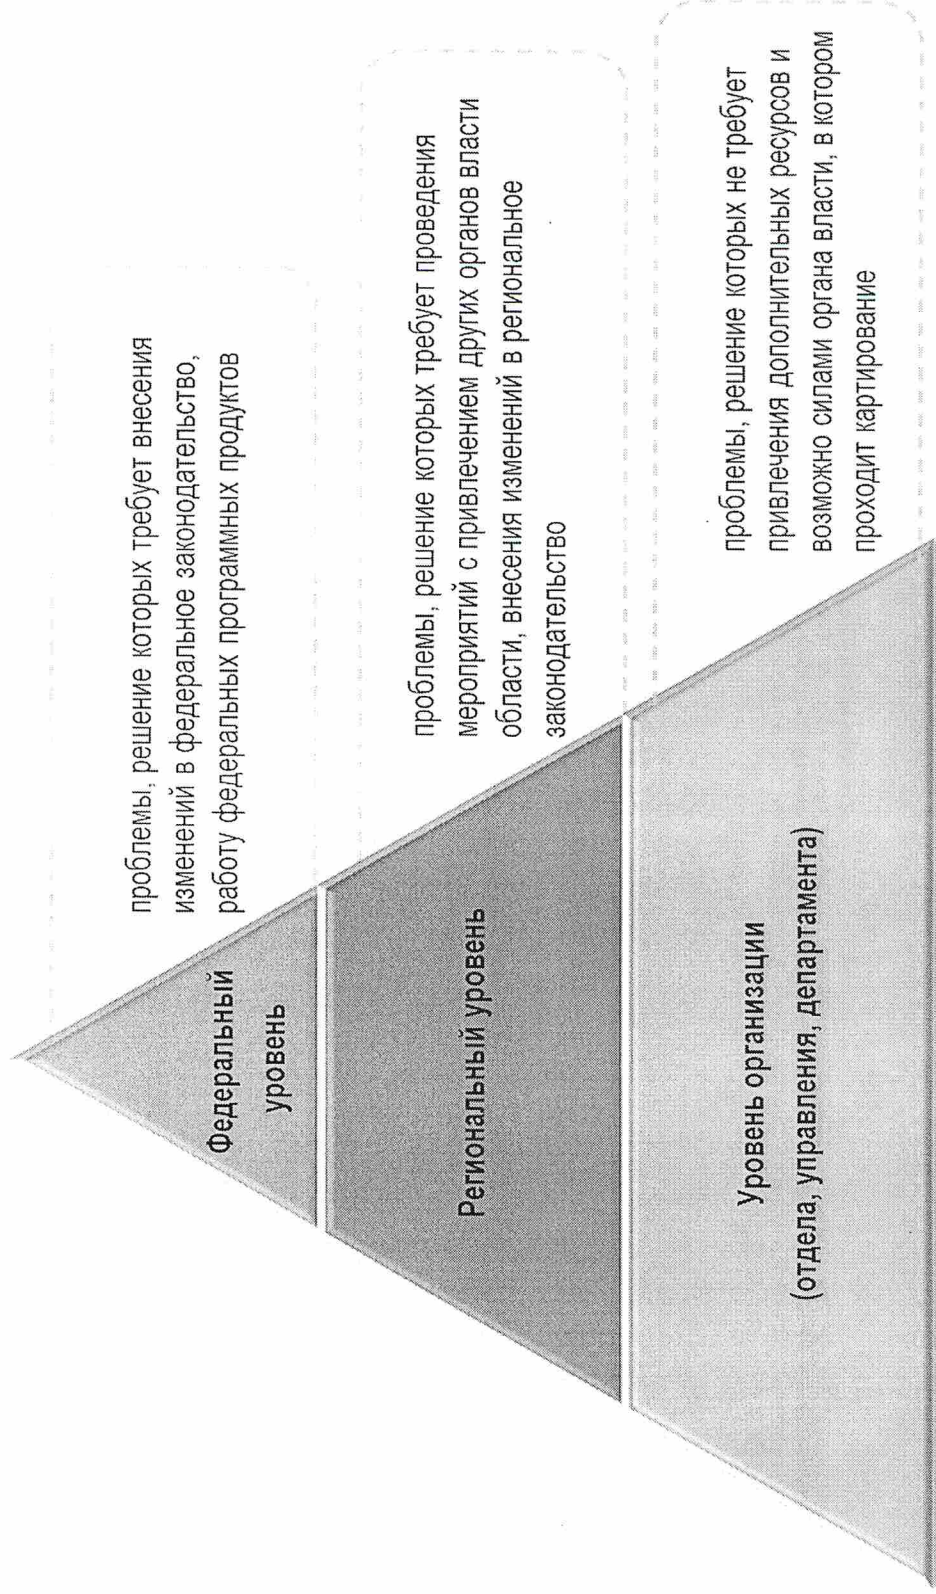 Федеральный
уровень
проблемы, решение которых требует внесения
изменений в федеральное законодательство,
работу федеральных программных продуктов
Региональный уровень
проблемы, решение которых требует проведения
мероприятий с привлечением других органов власти
области, внесения изменений в региональное
законодательство
Уровень организации
(отдела, управления, департамента)
проблемы, решение которых не требует
привлечения дополнительных ресурсов и
возможно силами органа власти, в котором
проходит картирование